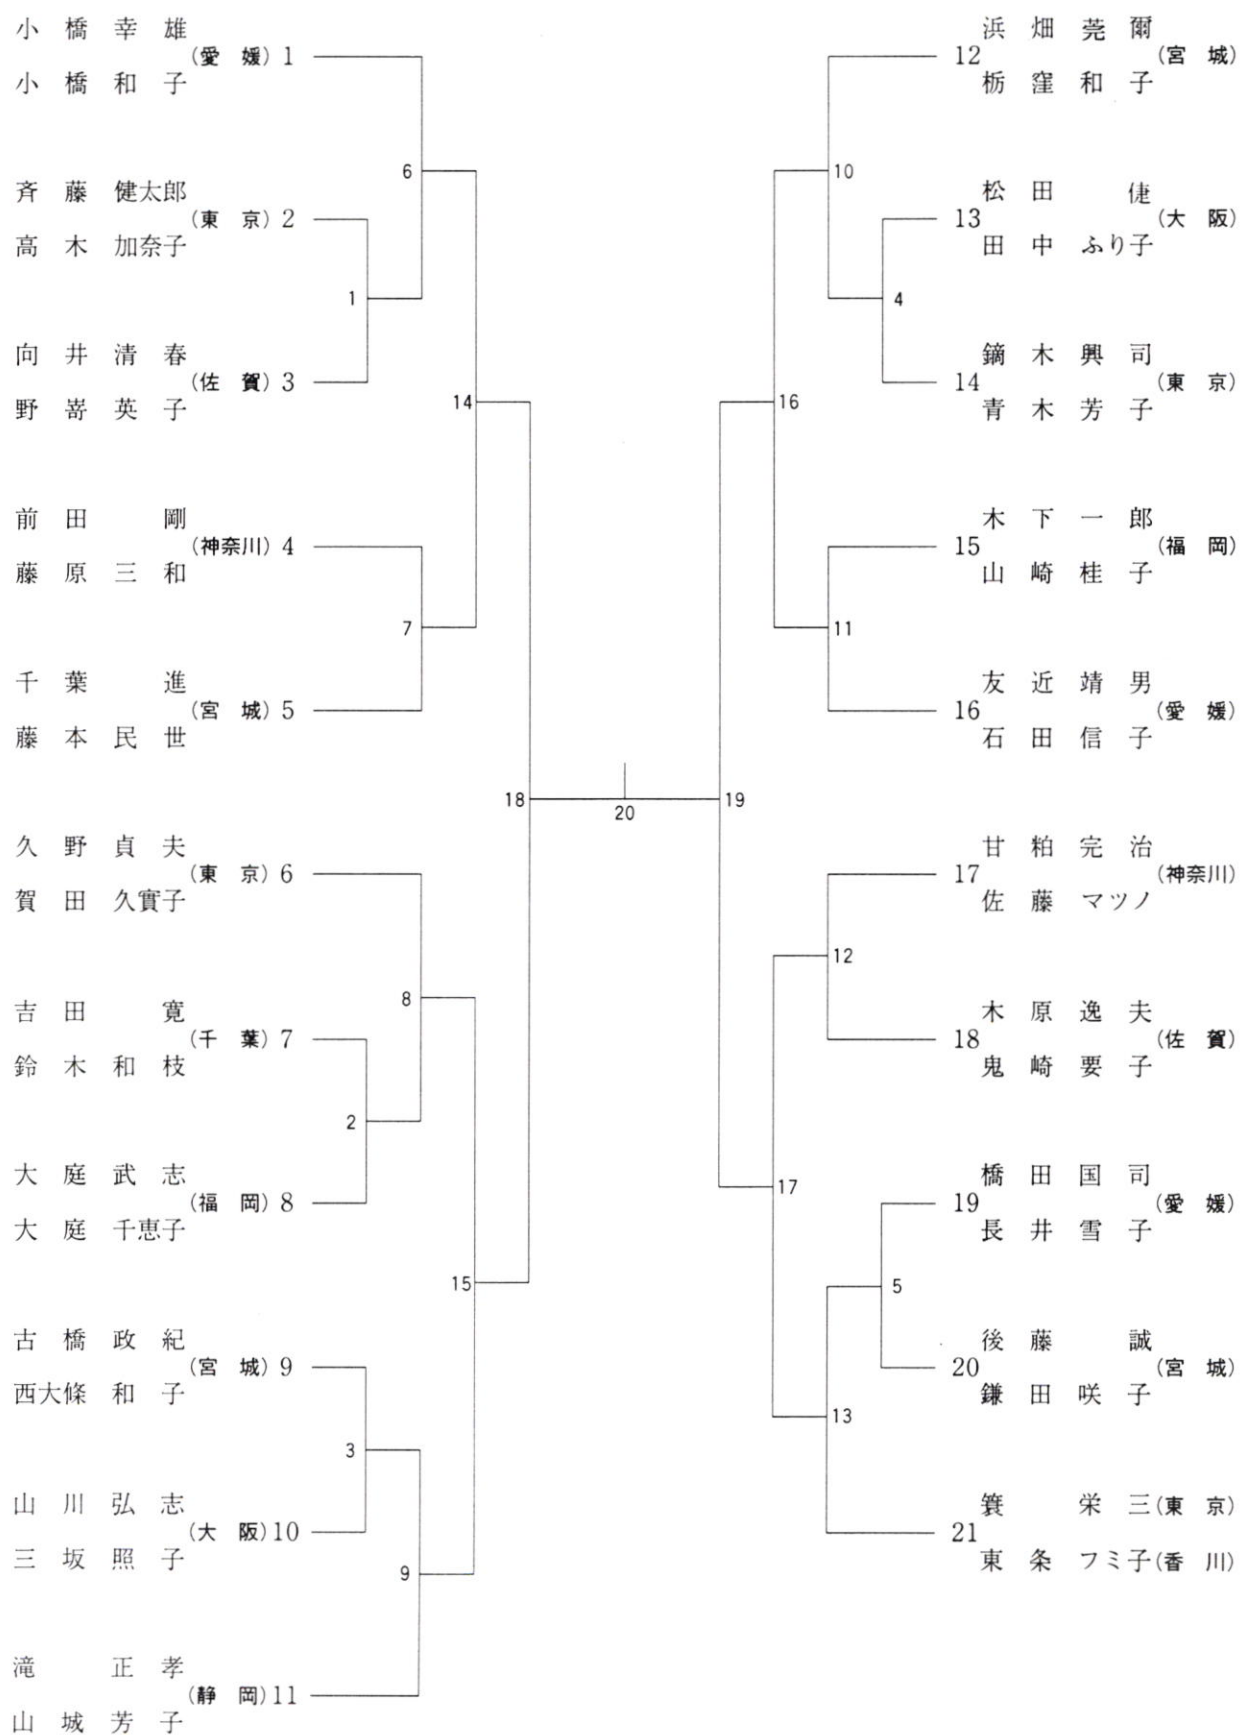 小橋幸雄
(愛媛) 1
小橋和子
斉藤健太郎
(東京) 2
高木加奈子
向井清春
(佐賀) 3
野嵜英子
前田剛
(神奈川) 4
藤原三和
千葉進
(宮城) 5
藤本民世
久野貞夫
(東京) 6
賀田久實子
吉田寛
(千葉) 7
鈴木和枝
大庭武志
(福岡) 8
大庭千恵子
古橋政紀
(宮城) 9
西大條和子
山川弘志
(大阪) 10
三坂照子
滝正孝
(静岡) 11
山城芳子
1
2
3
6
7
8
9
14
15
18
20
19
16
17
10
11
12
13
4
5
浜畑莞爾
12 (宮城)
栃窪和子
松田倢
13 (大阪)
田中ふり子
鏑木興司
14 (東京)
青木芳子
木下一郎
15 (福岡)
山崎桂子
友近靖男
16 (愛媛)
石田信子
甘粕完治
17 (神奈川)
佐藤マツノ
木原逸夫
18 (佐賀)
鬼崎要子
橋田国司
19 (愛媛)
長井雪子
後藤誠
20 (宮城)
鎌田咲子
簑栄三 (東京)
21
東条フミ子 (香川)